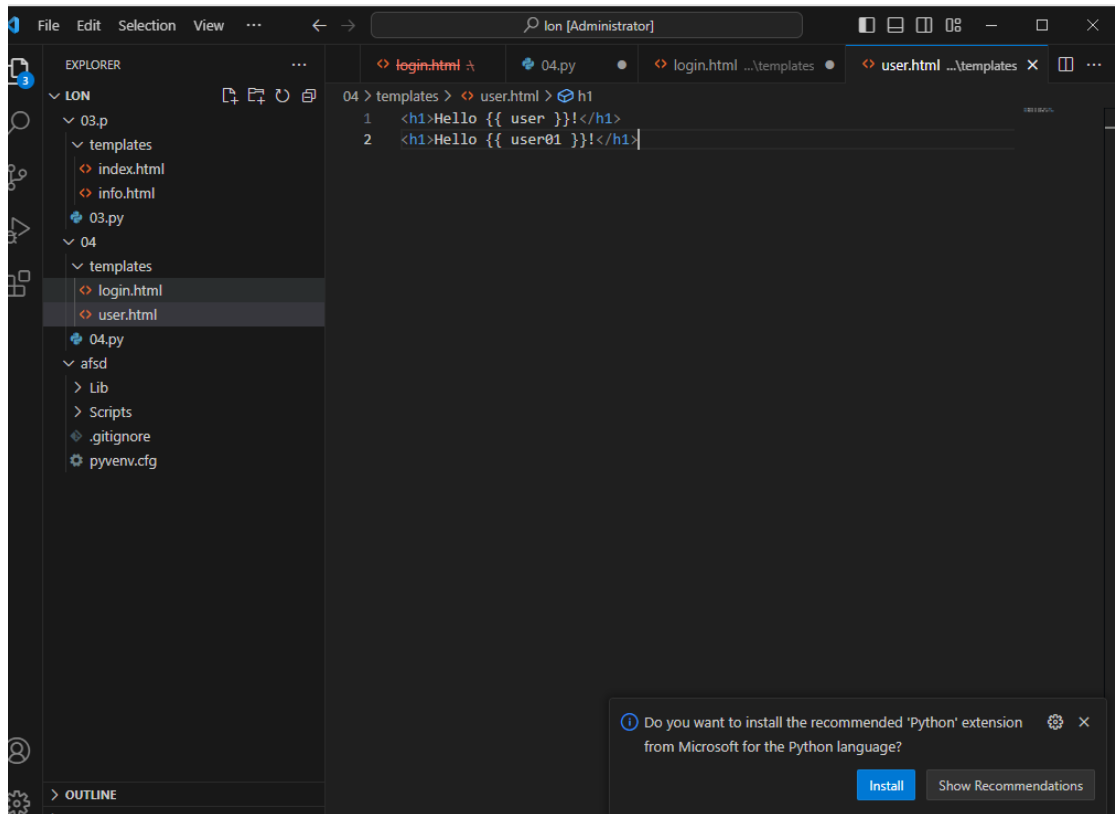 File Edit Selection View ··· lon [Administrator]
EXPLORER ···
login.html .\
04.py
login.html ...\templates
user.html ...\templates
3
LON
04 > templates > user.html > h1
03.p
1 <h1>Hello {{ user }}!</h1>
templates
2 <h1>Hello {{ user01 }}!</h1>
index.html
info.html
03.py
04
templates
login.html
user.html
04.py
afsd
Lib
Scripts
.gitignore
pyvenv.cfg
Do you want to install the recommended 'Python' extension
from Microsoft for the Python language?
Install Show Recommendations
OUTLINE